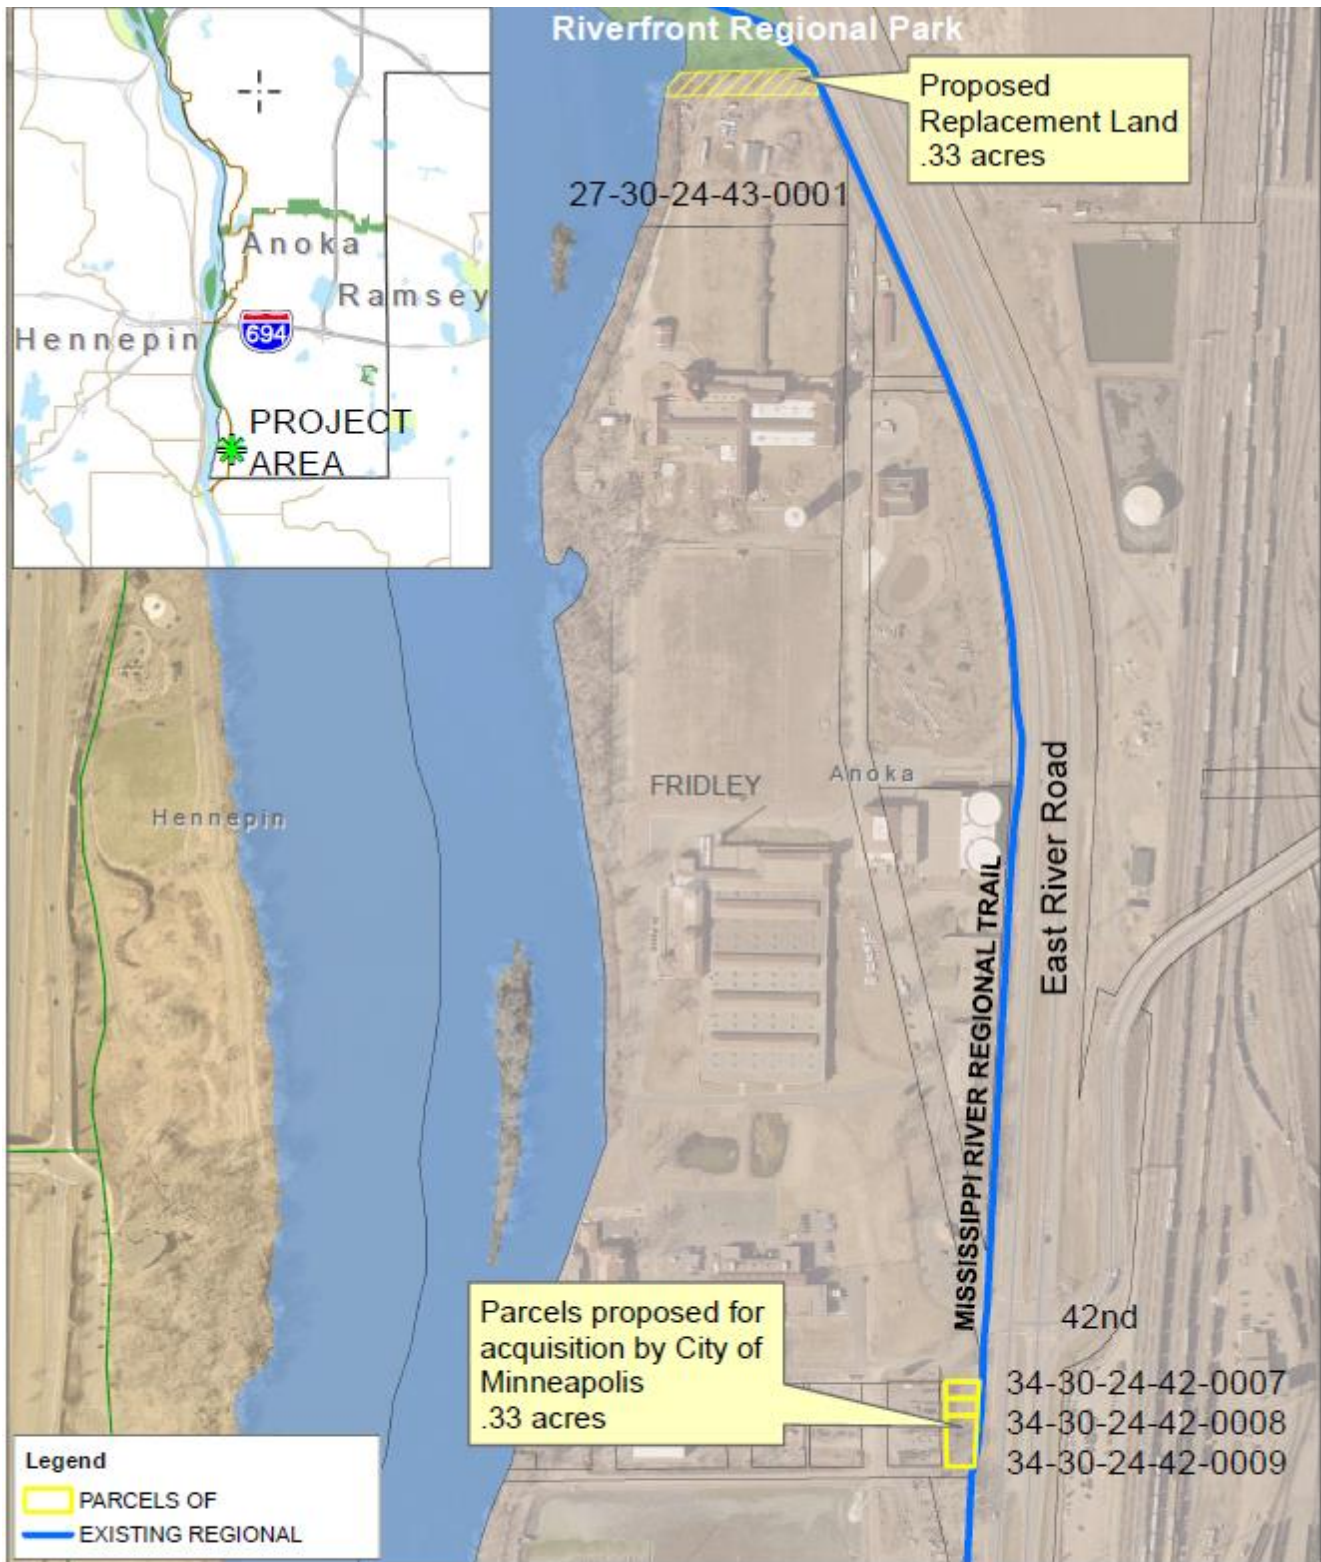 Riverfront Regional Park
Proposed
Replacement Land
.33 acres
27-30-24-43-0001
Anoka
Ramsey
Hennepin
694
PROJECT
AREA
FRIDLEY
Anoka
Hennepin
East River Road
MISSISSIPPI RIVER REGIONAL TRAIL
42nd
Parcels proposed for
acquisition by City of
Minneapolis
.33 acres
34-30-24-42-0007
34-30-24-42-0008
34-30-24-42-0009
Legend
PARCELS OF
EXISTING REGIONAL